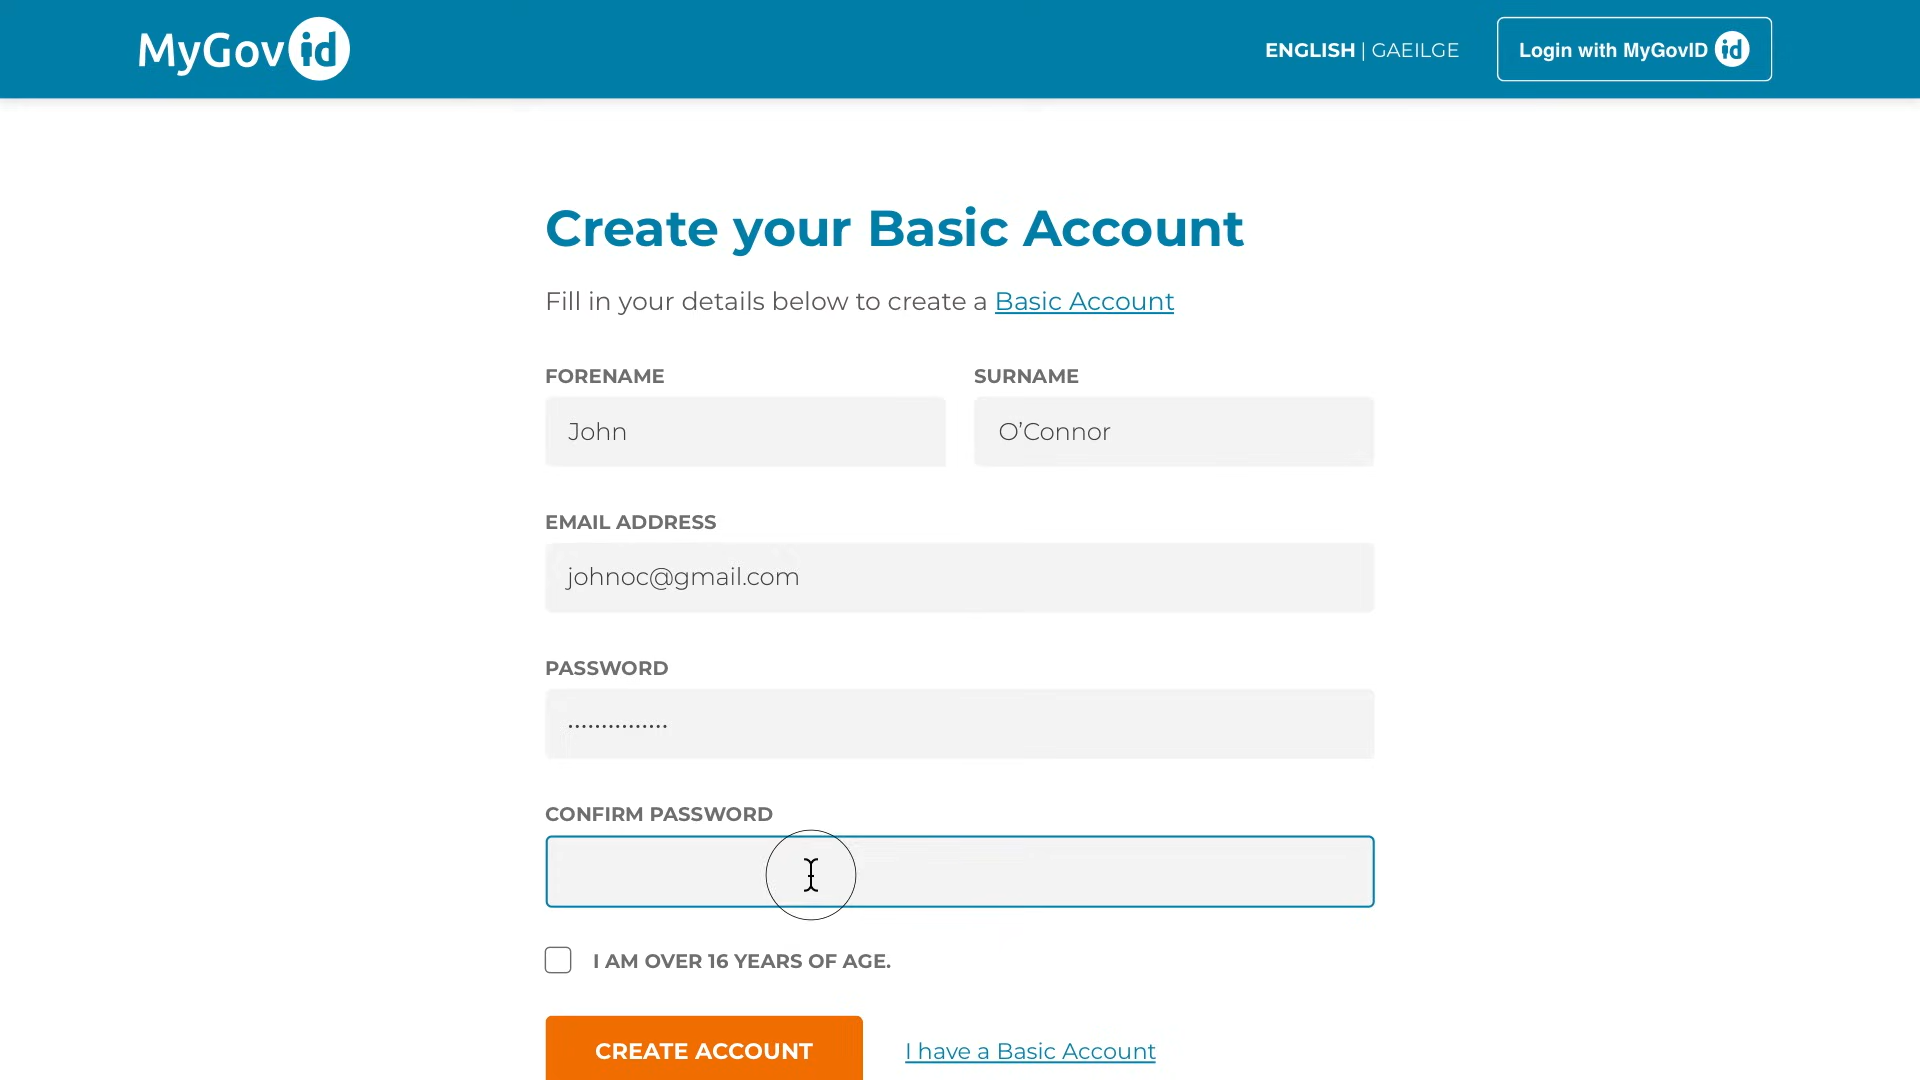 MyGovid
ENGLISH | GAEILGE
Login with MyGovID id
Create your Basic Account
Fill in your details below to create a Basic Account
FORENAME
SURNAME
John
O’Connor
EMAIL ADDRESS
johnoc@gmail.com
PASSWORD
...............
CONFIRM PASSWORD
I AM OVER 16 YEARS OF AGE.
CREATE ACCOUNT
I have a Basic Account